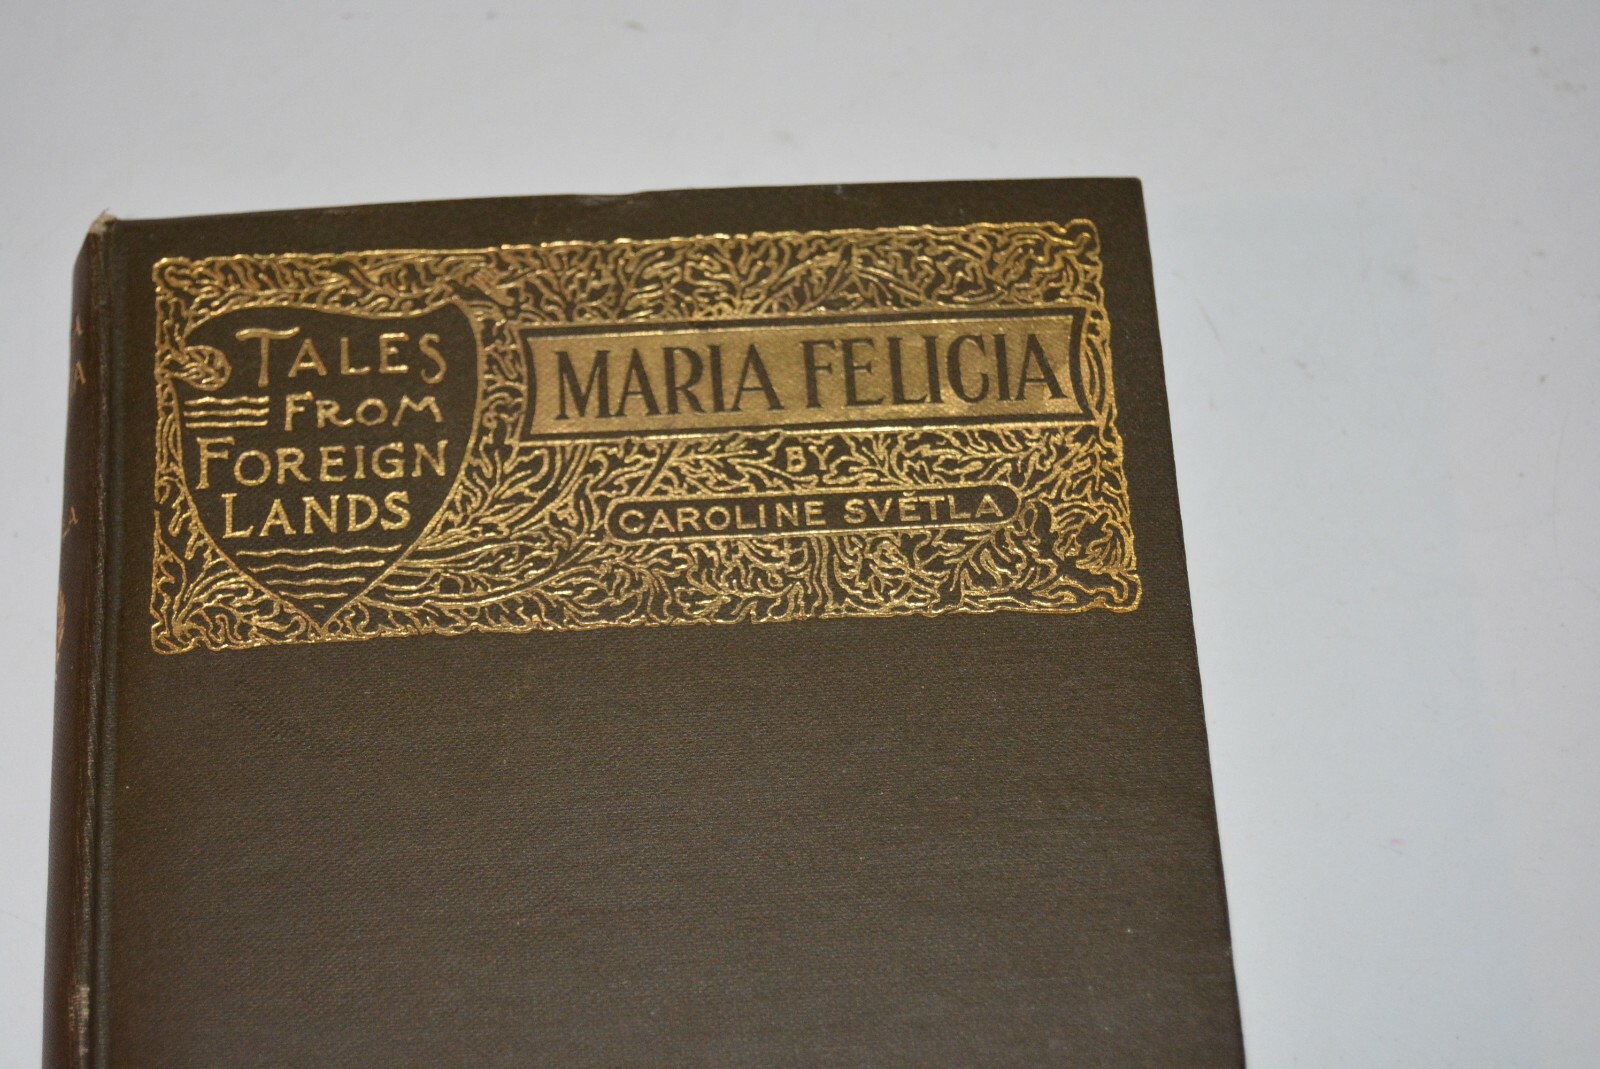 TALES
FROM
FOREIGN
LANDS
MARIA FELICIA
BY
CAROLINE SVĚTLA